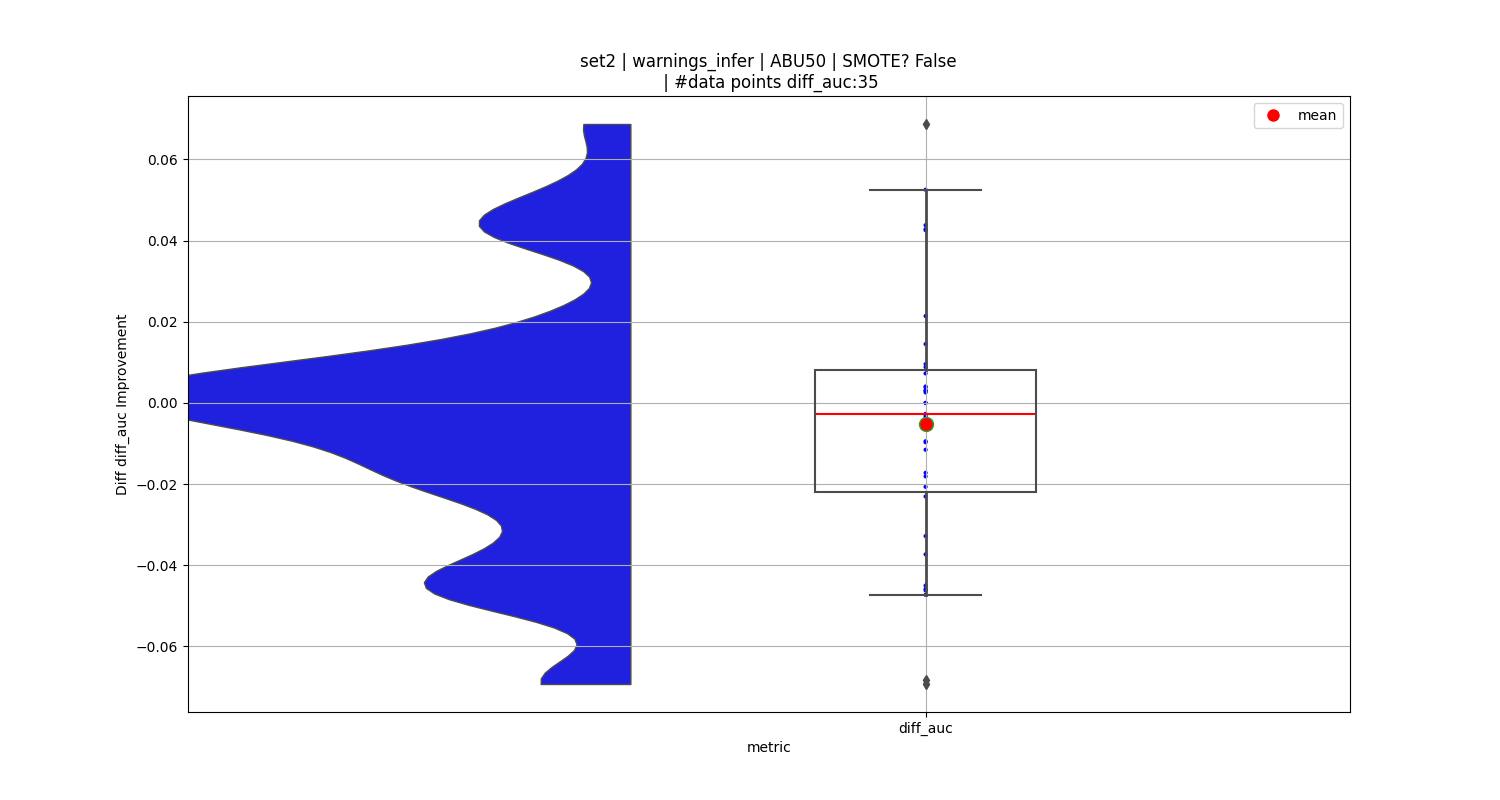 set2 | warnings_infer | ABU50 | SMOTE? False
| #data points diff_auc:35
mean
0.06
0.04
0.02
0.00
−0.02
−0.04
−0.06
Diff diff_auc Improvement
diff_auc
metric